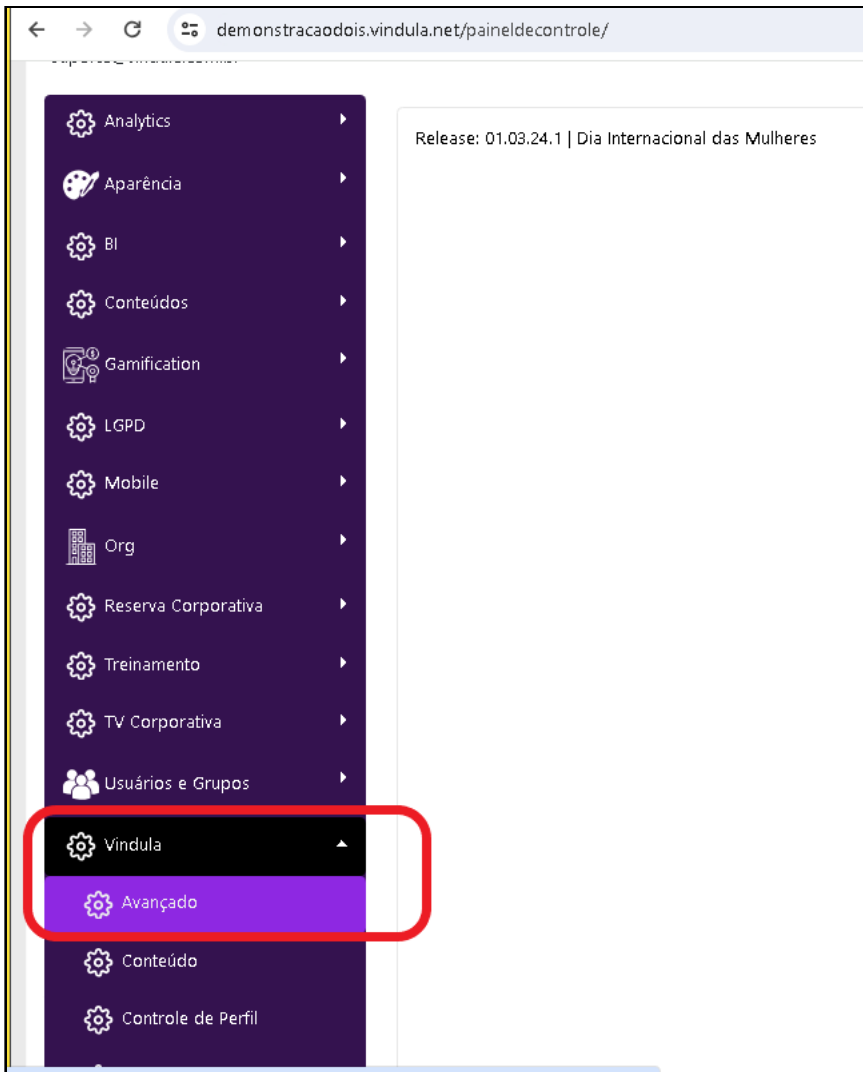 demonstracaodois.vindula.net/paineldecontrole/
Analytics
Aparência
BI
Conteúdos
Gamification
LGPD
Mobile
Org
Reserva Corporativa
Treinamento
TV Corporativa
Usuários e Grupos
Vindula
Avançado
Conteúdo
Controle de Perfil
Release: 01.03.24.1 | Dia Internacional das Mulheres